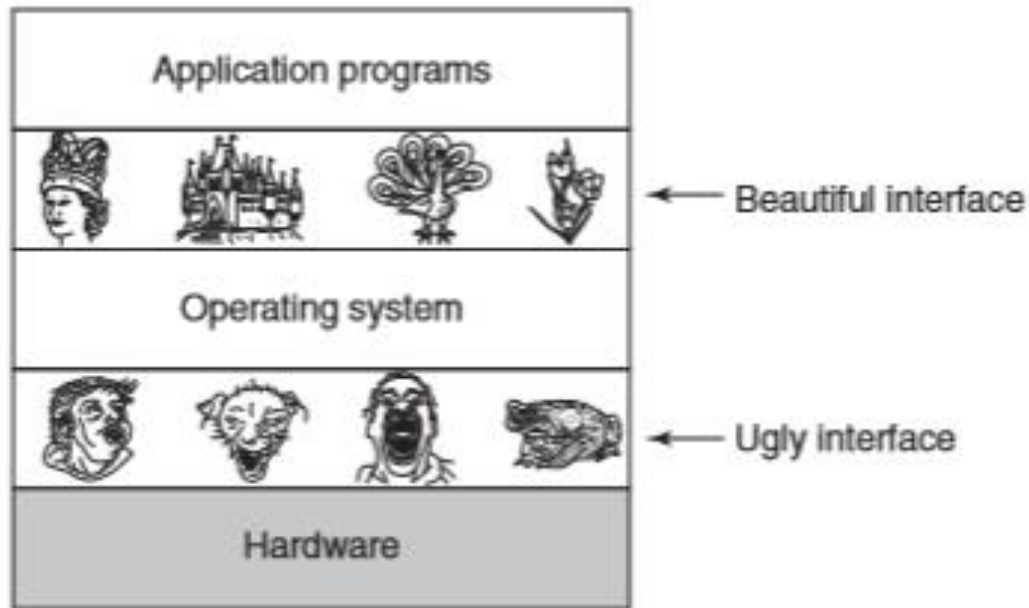 Application programs
Beautiful interface
Operating system
Ugly interface
Hardware